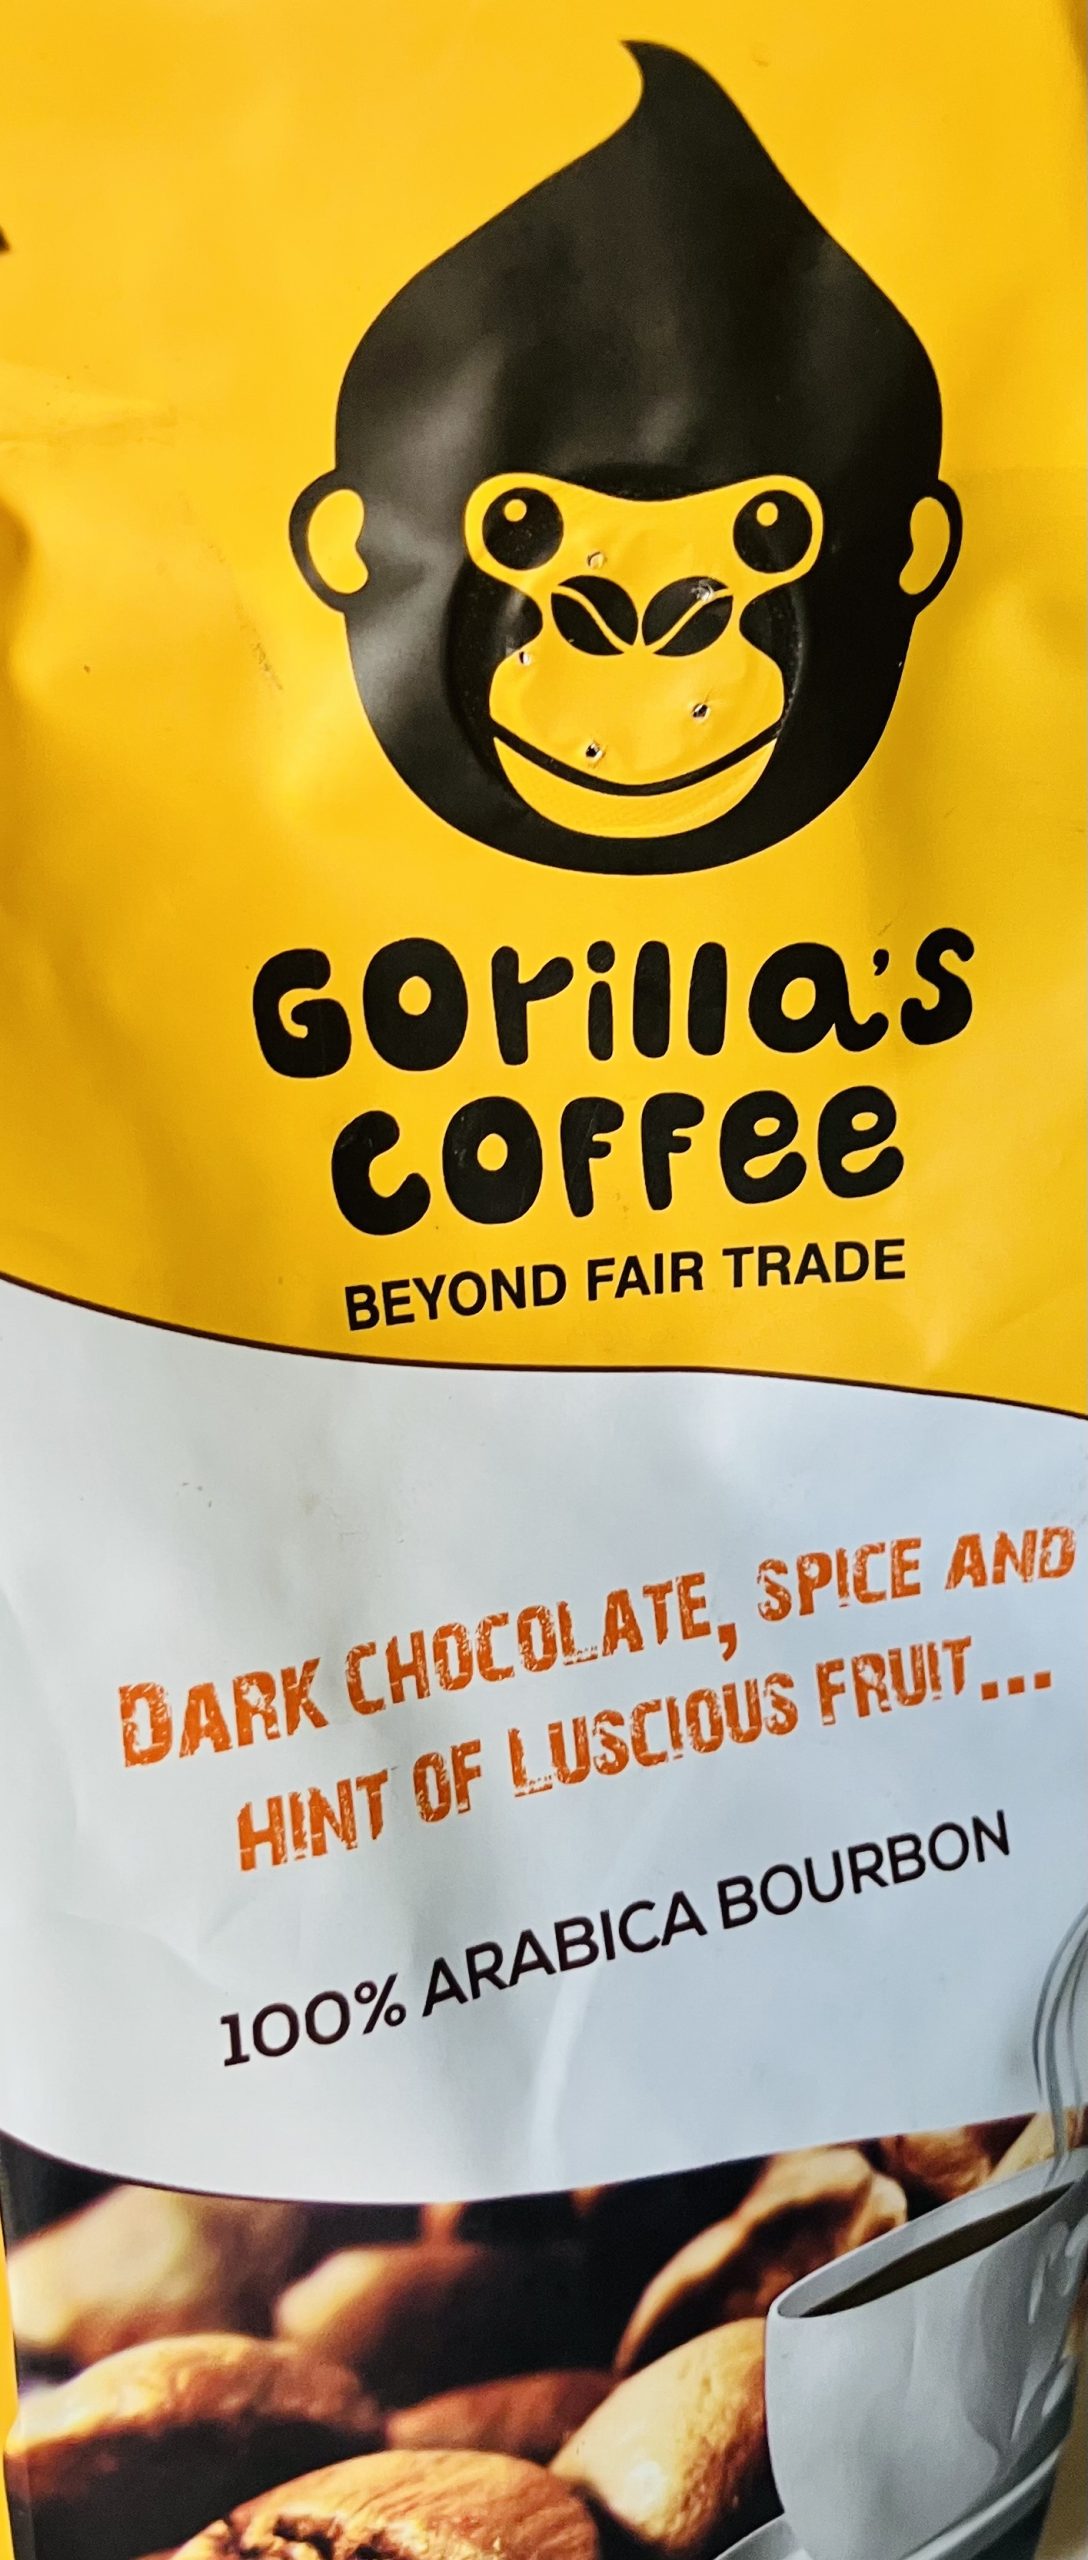 Gorilla's
Coffee
BEYOND FAIR TRADE
DARK CHOCOLATE, SPICE AND
HINT OF LUSCIOUS FRUIT...
100% ARABICA BOURBON